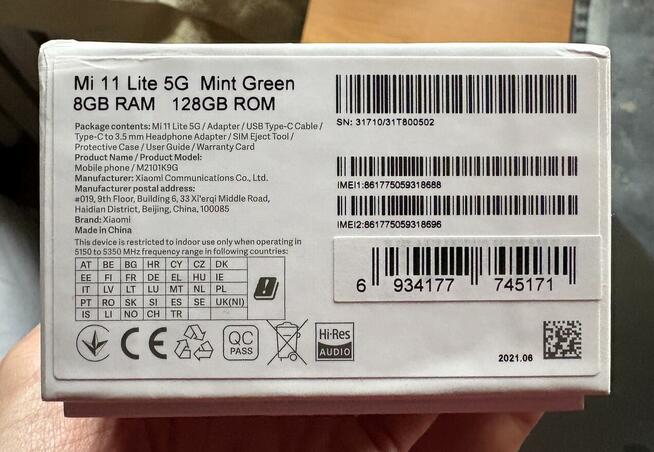 Mi 11 Lite 5G Mint Green
8GB RAM 128GB ROM
Package contents: Mi 11 Lite 5G / Adapter / USB Type-C Cable /
Type-C to 3.5 mm Headphone Adapter / SIM Eject Tool /
Protective Case / User Guide / Warranty Card
Product Name / Product Model:
Mobile phone / M2101K9G
Manufacturer: Xiaomi Communications Co., Ltd.
Manufacturer postal address:
#019, 9th Floor, Building 6, 33 Xi'erqi Middle Road,
Haidian District, Beijing, China, 100085
Brand: Xiaomi
Made in China
This device is restricted to indoor use only when operating in
5150 to 5350 MHz frequency range in following countries:
AT BE BG HR CY CZ DK
EE FI FR DE EL HU IE
IT LV LT LU MT NL PL
PT RO SK SI ES SE UK(NI)
IS LI NO CH TR
CE
QC
PASS
Hi-Res
AUDIO
SN: 31710/31T800502
IMEI1:861775059318688
IMEI2:861775059318696
6 934177 745171
2021.06